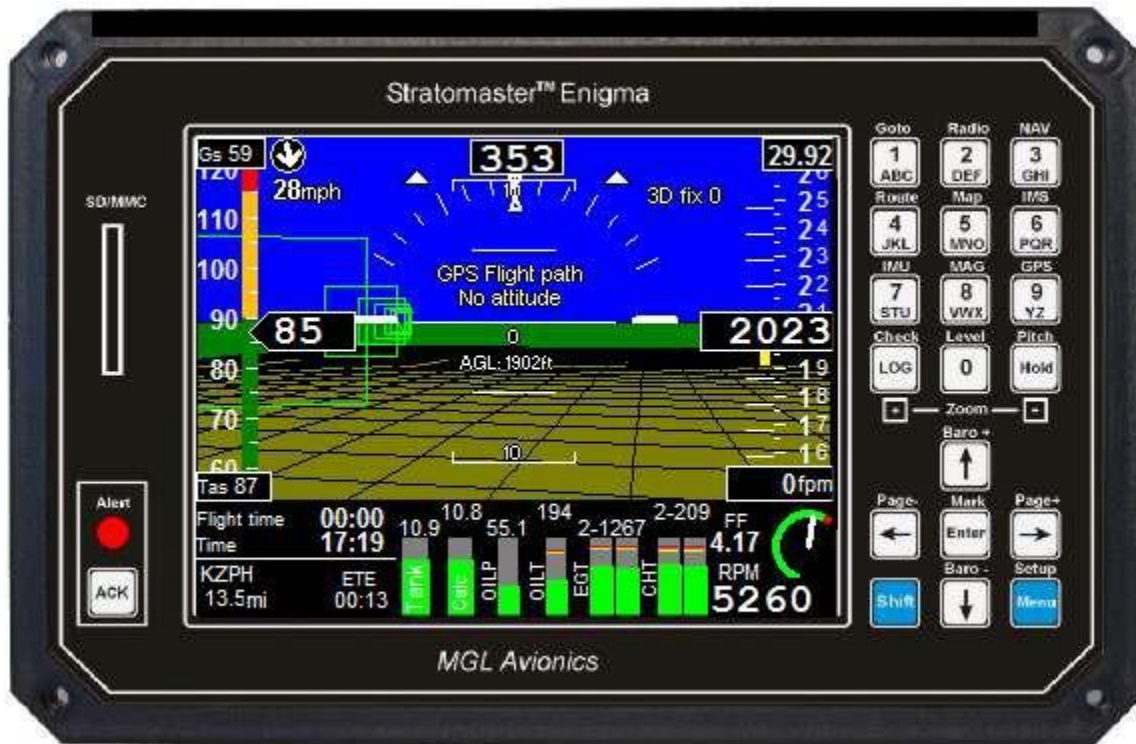 Stratomaster™ Enigma
SD/MMC
Alert
ACK
Gs 59
28mph
353
10
3D fix 0
29.92
GPS Flight path
No attitude
120
110
100
90
80
70
60
85
25
24
23
22
21
2023
19
18
17
16
0
AGL: 1902ft
10
Tas 87
0fpm
Flight time 00:00
Time 17:19
KZPH ETE
13.5mi 00:13
10.9 10.8 55.1 194 2-1267 2-209
Tank Calc OILP OILT EGT CHT
FF
4.17
RPM
5260
Goto Radio NAV
1 2 3
ABC DEF GHI
Route Map IMS
4 5 6
JKL MNO PQR
IMU MAG GPS
7 8 9
STU VWX YZ
Check Level Pitch
LOG 0 Hold
+ Zoom -
Baro +
Page- Mark Page+
Enter
Baro - Setup
Shift Menu
MGL Avionics